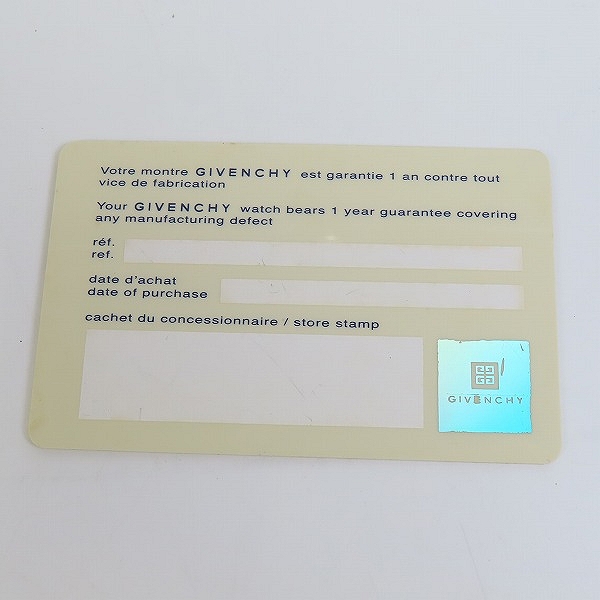 Votre montre GIVENCHY est garantie 1 an contre tout
vice de fabrication
Your GIVENCHY watch bears 1 year guarantee covering
any manufacturing defect
réf.
ref.
date d'achat
date of purchase
cachet du concessionnaire / store stamp
GIVENCHY